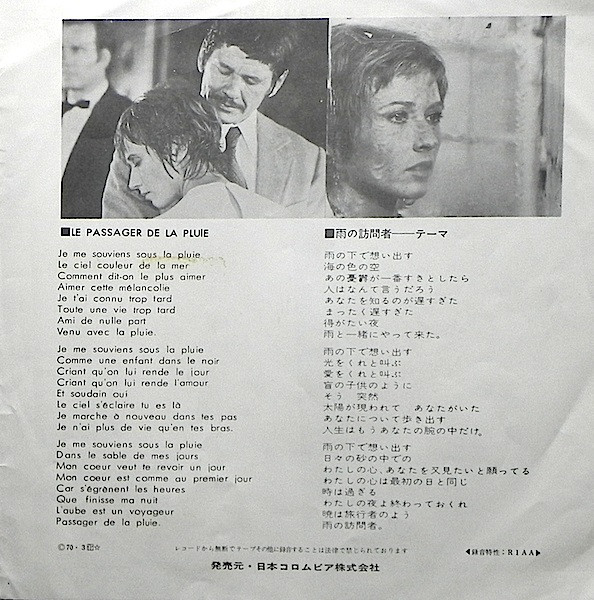 ■LE PASSAGER DE LA PLUIE
Je me souviens sous la pluie
Le ciel couleur de la mer
Comment dit-on le plus aimer
Aimer cette mélancolie
Je t'ai connu trop tard
Toute une vie trop tard
Ami de nulle part
Venu avec la pluie.
Je me souviens sous la pluie
Comme une enfant dans le noir
Criant qu'on lui rende le jour
Criant qu'on lui rende l'amour
Et soudain oui
Le ciel s'éclaire tu es là
Je marche à nouveau dans tes pas
Je n'ai plus de vie qu'en tes bras.
Je me souviens sous la pluie
Dans le sable de mes jours
Mon coeur veut te revoir un jour
Mon coeur est comme au premier jour
Car s'égrènent les heures
Que finisse ma nuit
L'aube est un voyageur
Passager de la pluie.
■雨の訪問者──テーマ
雨の下で想い出す
海の色の空
あの憂鬱が一番すきとしたら
人はなんて言うだろう
あなたを知るのが遅すぎた
まったく遅すぎた
得がたい夜
雨と一緒にやって来た。
雨の下で想い出す
光をくれと叫ぶ
愛をくれと叫ぶ
盲の子供のように
そう 突然
太陽が現われて あなたがいた
あなたについて歩き出す
人生はもうあなたの腕の中だけ。
雨の下で想い出す
日々の砂の中での
わたしの心、あなたを又見たいと願ってる
わたしの心は最初の日と同じ
時は過ぎる
わたしの夜よ終わっておくれ
暁は旅行者のよう
雨の訪問者。
Ⓒ70・3
レコードから無断でテープその他に録音することは法律で禁じられております
◀録音特性:RIAA▶
発売元・日本コロムビア株式会社